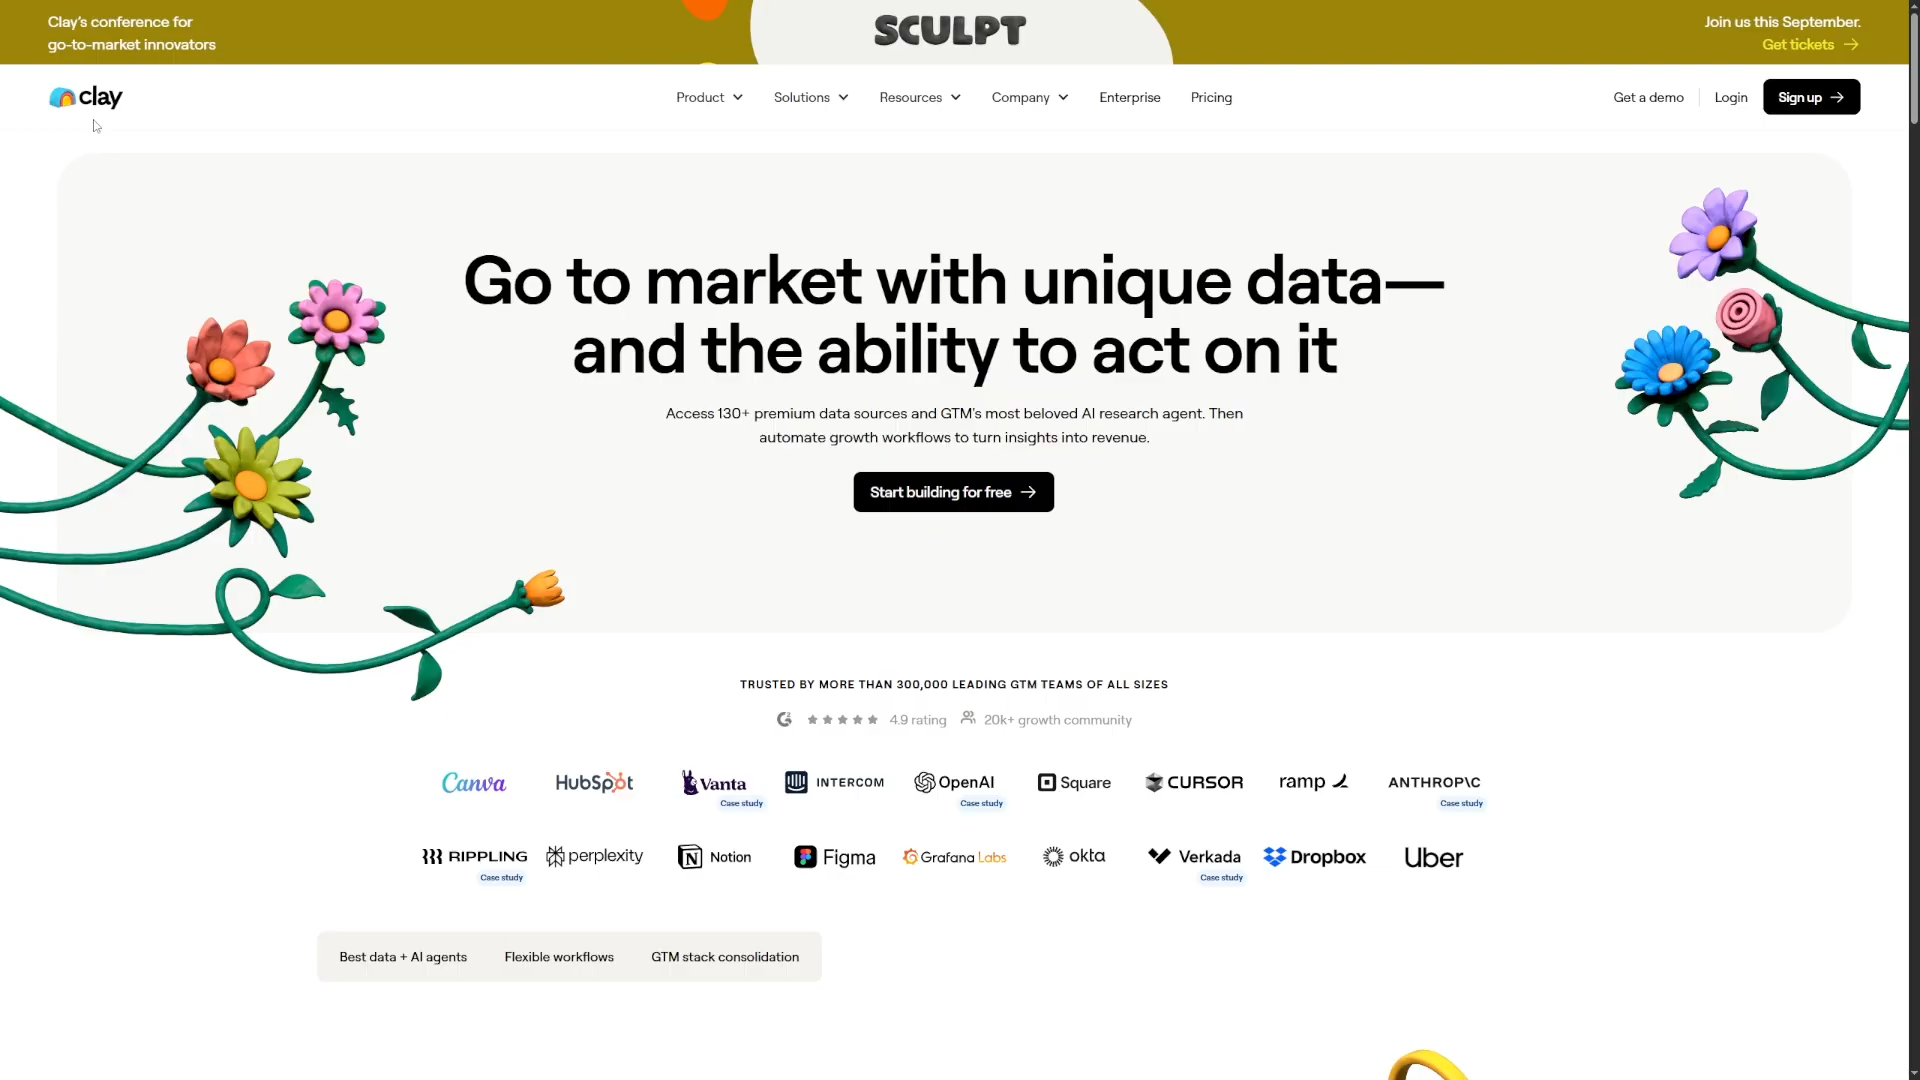 Clay's conference for
go-to-market innovators
SCULPT
Join us this September.
Get tickets
clay
Product
Solutions
Resources
Company
Enterprise
Pricing
Get a demo
Login
Sign up
Go to market with unique data—
and the ability to act on it
Access 130+ premium data sources and GTM's most beloved AI research agent. Then
automate growth workflows to turn insights into revenue.
Start building for free
TRUSTED BY MORE THAN 300,000 LEADING GTM TEAMS OF ALL SIZES
4.9 rating
20k+ growth community
Canva
HubSpot
Vanta
Case study
INTERCOM
OpenAI
Case study
Square
CURSOR
ramp
ANTHROP\C
Case study
RIPPLING
Case study
perplexity
Notion
Figma
Grafana Labs
okta
Verkada
Case study
Dropbox
Uber
Best data + AI agents
Flexible workflows
GTM stack consolidation